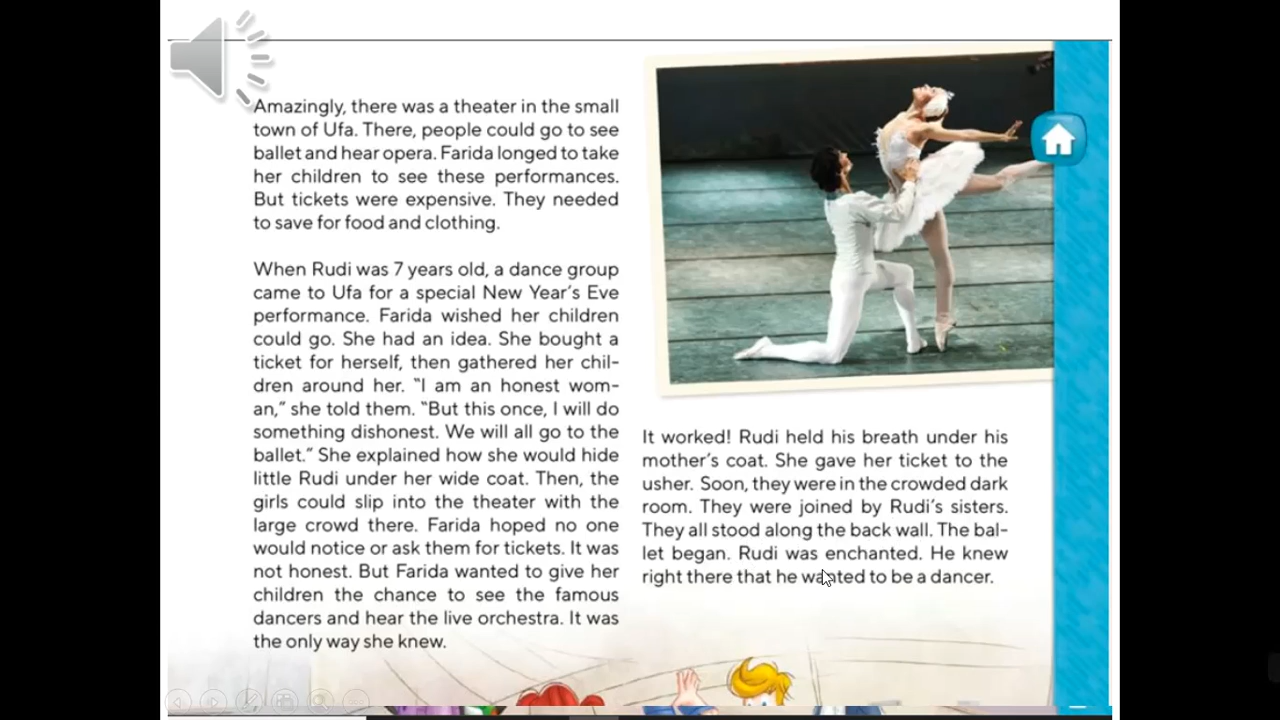 Amazingly, there was a theater in the small
town of Ufa. There, people could go to see
ballet and hear opera. Farida longed to take
her children to see these performances.
But tickets were expensive. They needed
to save for food and clothing.
When Rudi was 7 years old, a dance group
came to Ufa for a special New Year's Eve
performance. Farida wished her children
could go. She had an idea. She bought a
ticket for herself, then gathered her chil-
dren around her. "I am an honest wom-
an," she told them. "But this once, I will do
something dishonest. We will all go to the
ballet." She explained how she would hide
little Rudi under her wide coat. Then, the
girls could slip into the theater with the
large crowd there. Farida hoped no one
would notice or ask them for tickets. It was
not honest. But Farida wanted to give her
children the chance to see the famous
dancers and hear the live orchestra. It was
the only way she knew.
It worked! Rudi held his breath under his
mother's coat. She gave her ticket to the
usher. Soon, they were in the crowded dark
room. They were joined by Rudi's sisters.
They all stood along the back wall. The bal-
let began. Rudi was enchanted. He knew
right there that he wanted to be a dancer.